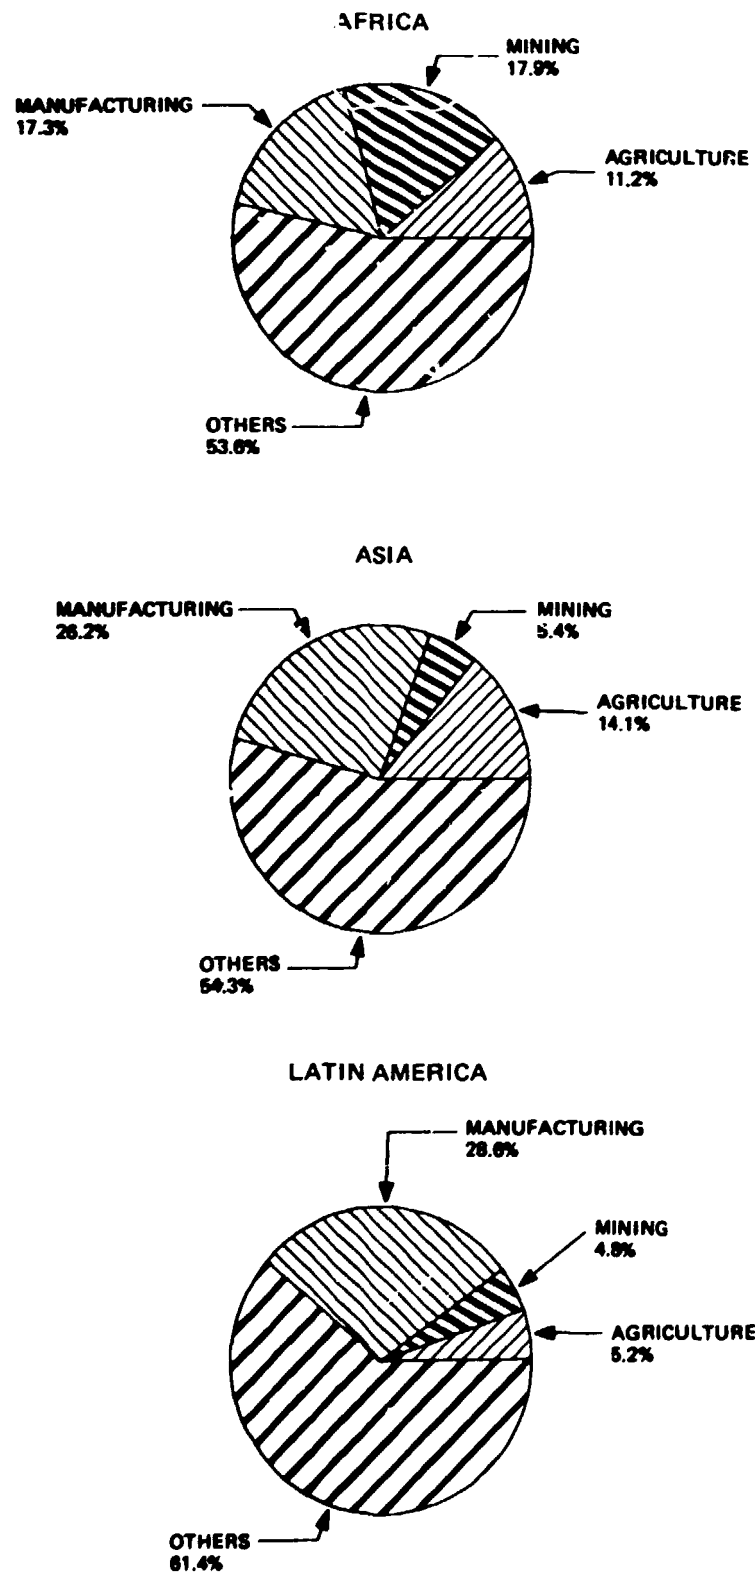 AFRICA
MINING
17.9%
MANUFACTURING
17.3%
AGRICULTURE
11.2%
OTHERS
53.6%
ASIA
MANUFACTURING
26.2%
MINING
5.4%
AGRICULTURE
14.1%
OTHERS
54.3%
LATIN AMERICA
MANUFACTURING
28.6%
MINING
4.8%
AGRICULTURE
5.2%
OTHERS
61.4%